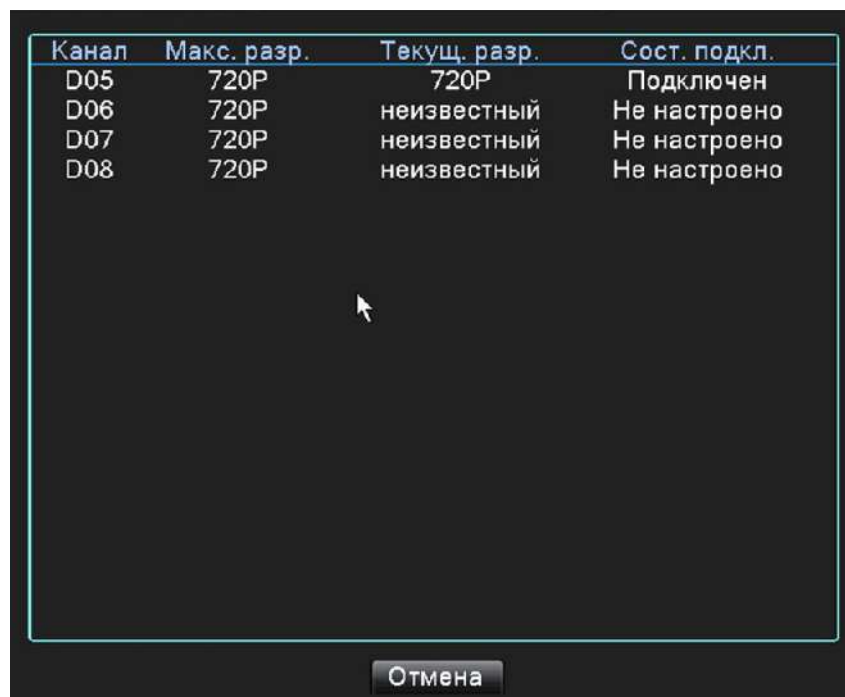 Канал Макс. разр. Текущ. разр. Сост. подкл.
D05 720P 720P Подключен
D06 720P неизвестный Не настроено
D07 720P неизвестный Не настроено
D08 720P неизвестный Не настроено
Отмена